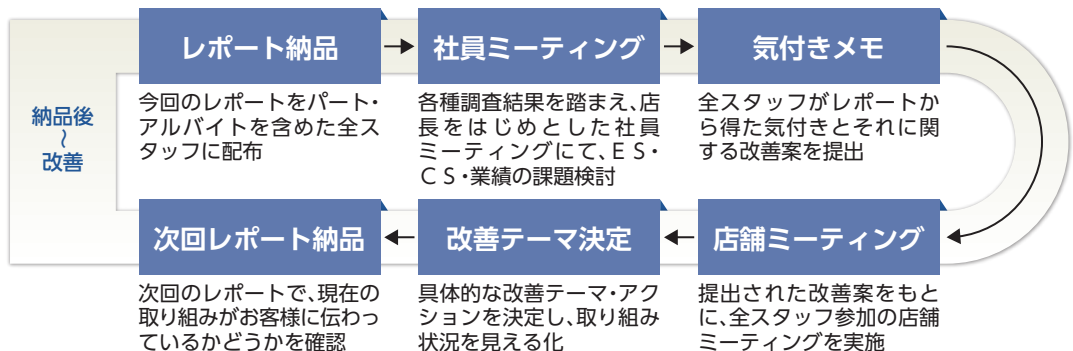 納品後
〜
改善
レポート納品
今回のレポートをパート・
アルバイトを含めた全ス
タッフに配布
社員ミーティング
各種調査結果を踏まえ、店
長をはじめとした社員
ミーティングにて、ＥＳ・
ＣＳ・業績の課題検討
気付きメモ
全スタッフがレポートか
ら得た気付きとそれに関
する改善案を提出
店舗ミーティング
提出された改善案をもと
に、全スタッフ参加の店舗
ミーティングを実施
改善テーマ決定
具体的な改善テーマ・アク
ションを決定し、取り組み
状況を見える化
次回レポート納品
次回のレポートで、現在の
取り組みがお客様に伝わっ
ているかどうかを確認